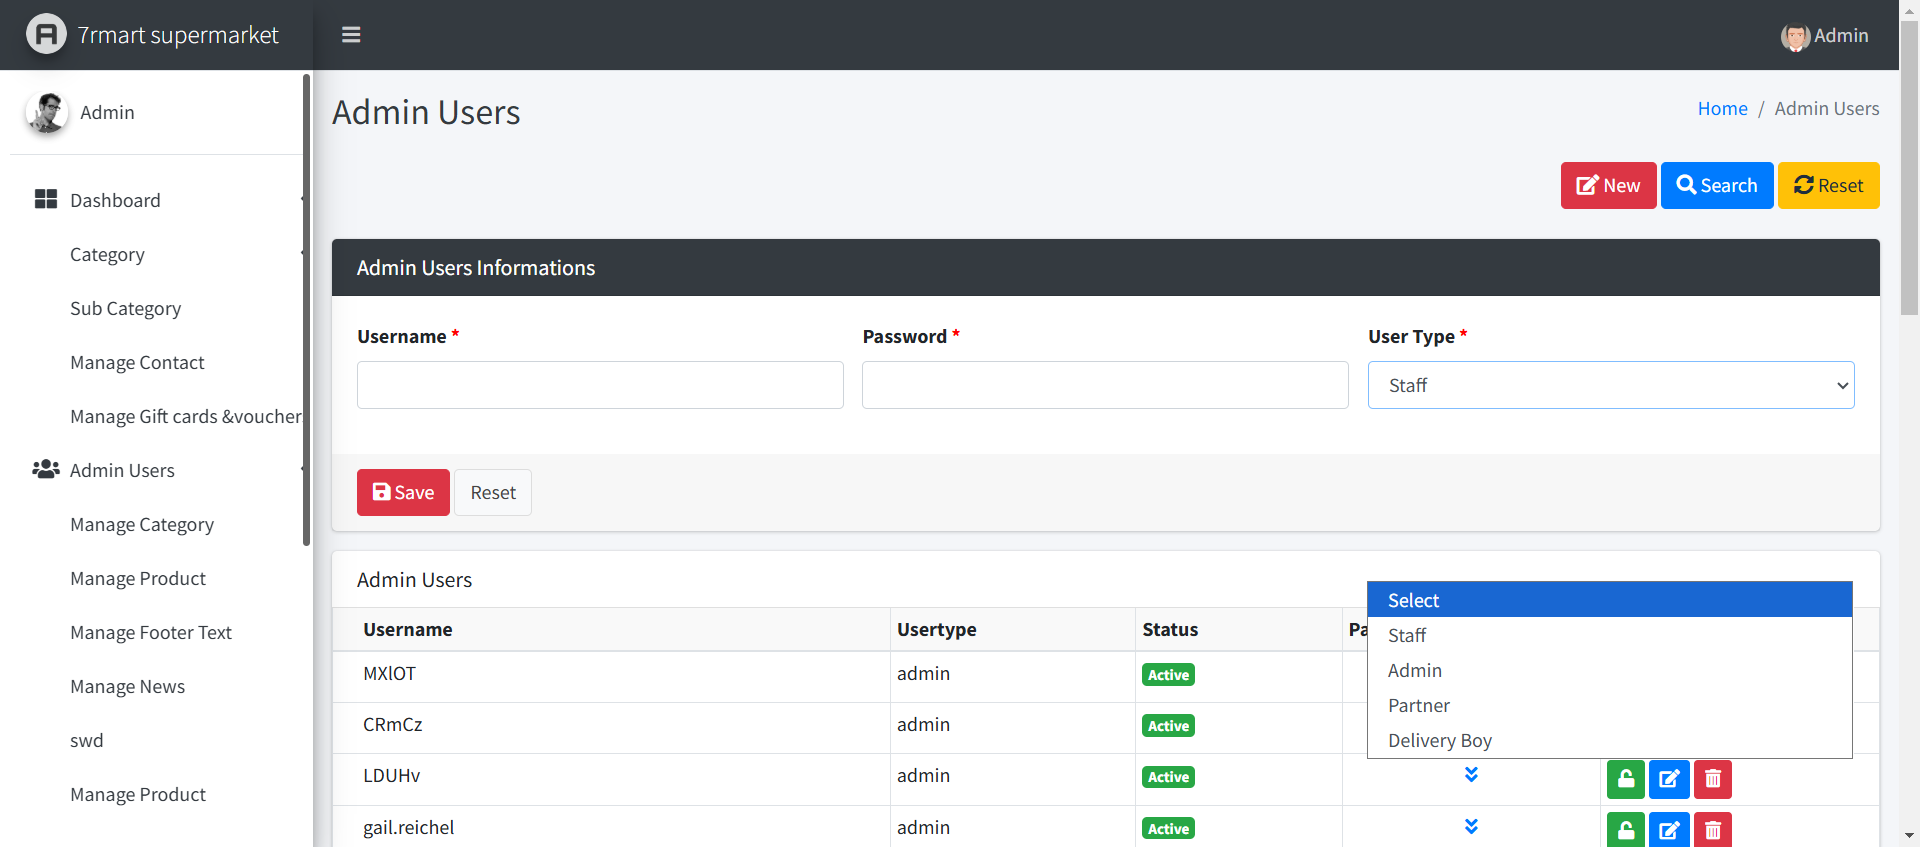 7rmart supermarket
Admin
Admin
Dashboard
Category
Sub Category
Manage Contact
Manage Gift cards &voucher
Admin Users
Manage Category
Manage Product
Manage Footer Text
Manage News
swd
Manage Product
Admin Users
Home / Admin Users
New
Search
Reset
Admin Users Informations
Username *
Password *
User Type *
Staff
Save
Reset
Admin Users
Select
Staff
Admin
Partner
Delivery Boy
Username Usertype Status
MXlOT admin Active
CRmCz admin Active
LDUHv admin Active
gail.reichel admin Active